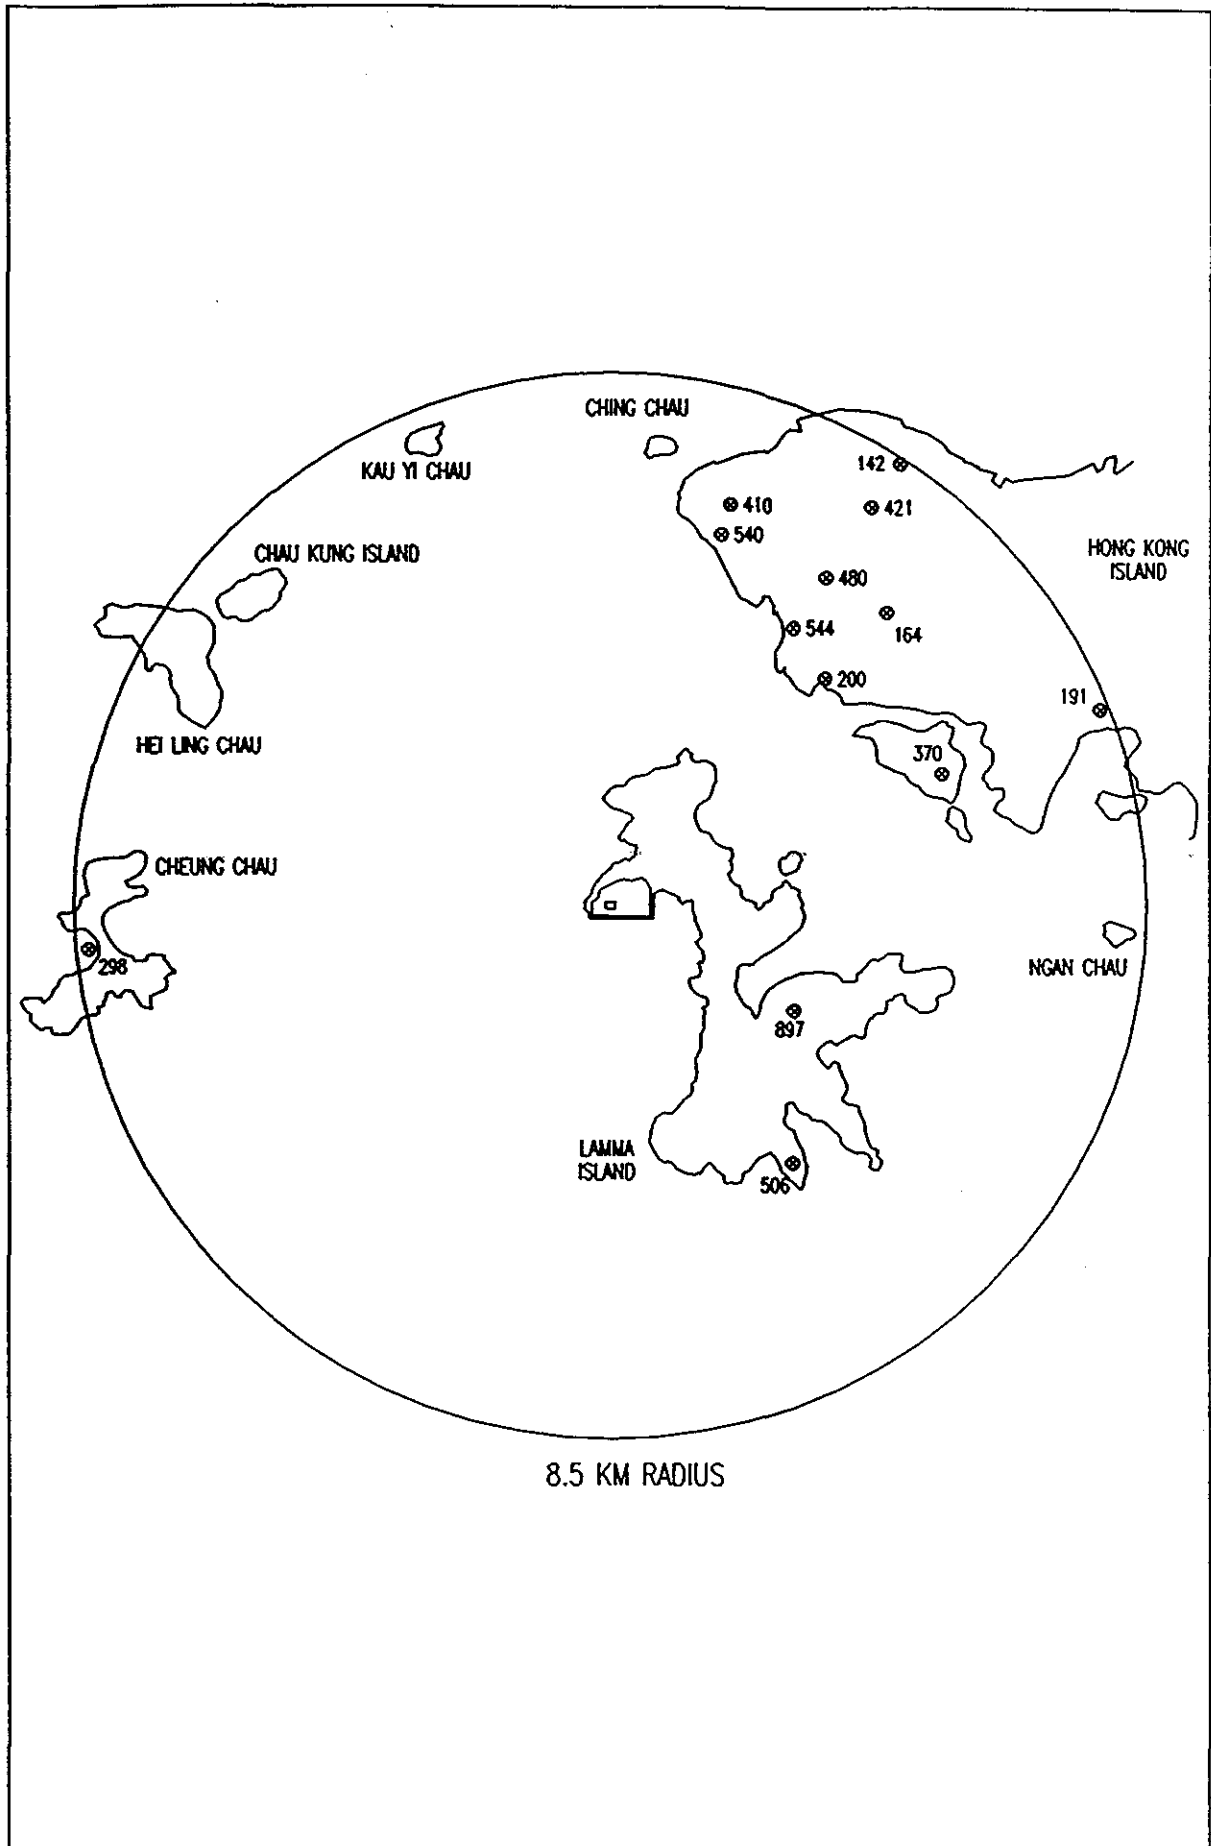 CHING CHAU
KAU YI CHAU
142
410
421
540
CHAU KUNG ISLAND
HONG KONG
ISLAND
480
544
164
200
191
HEI LING CHAU
370
CHEUNG CHAU
298
NGAN CHAU
897
LAMMA
ISLAND
506
8.5 KM RADIUS